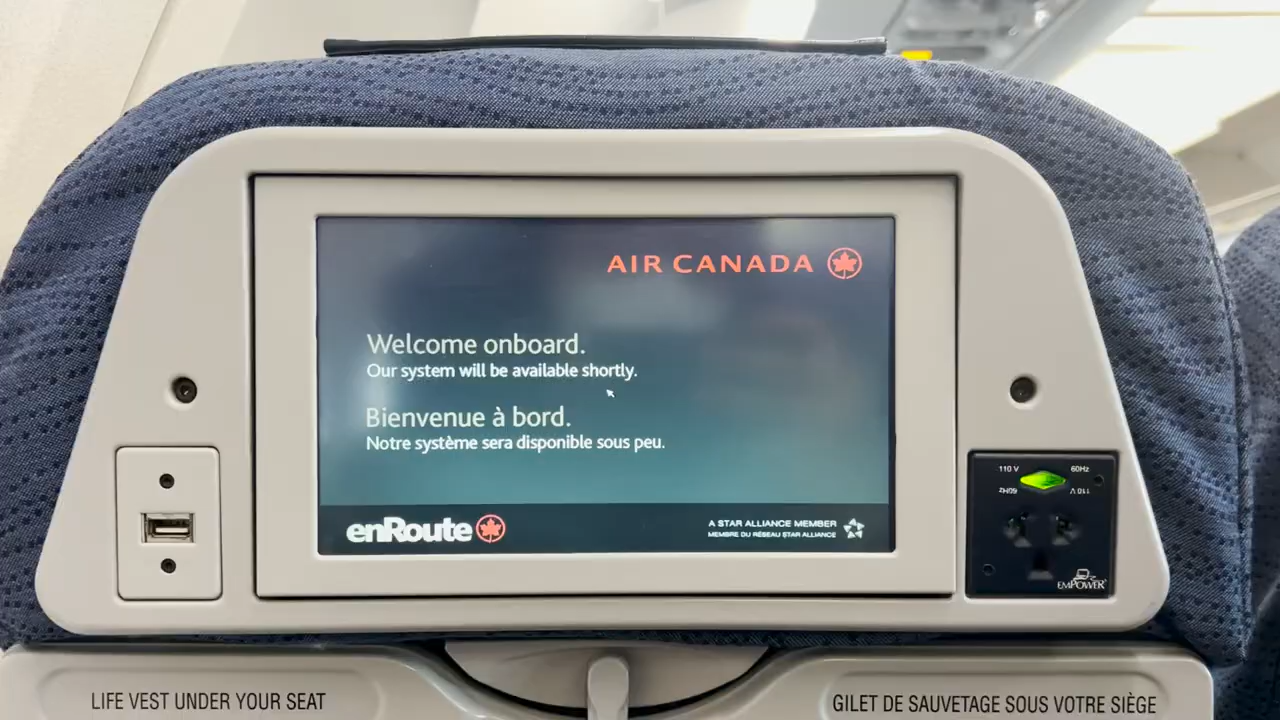 AIR CANADA
Welcome onboard.
Our system will be available shortly.
Bienvenue à bord.
Notre système sera disponible sous peu.
enRoute
A STAR ALLIANCE MEMBER
MEMBRE DU RÉSEAU STAR ALLIANCE
110 V 60Hz
110 V 60Hz
EMPOWER
LIFE VEST UNDER YOUR SEAT
GILET DE SAUVETAGE SOUS VOTRE SIÈGE